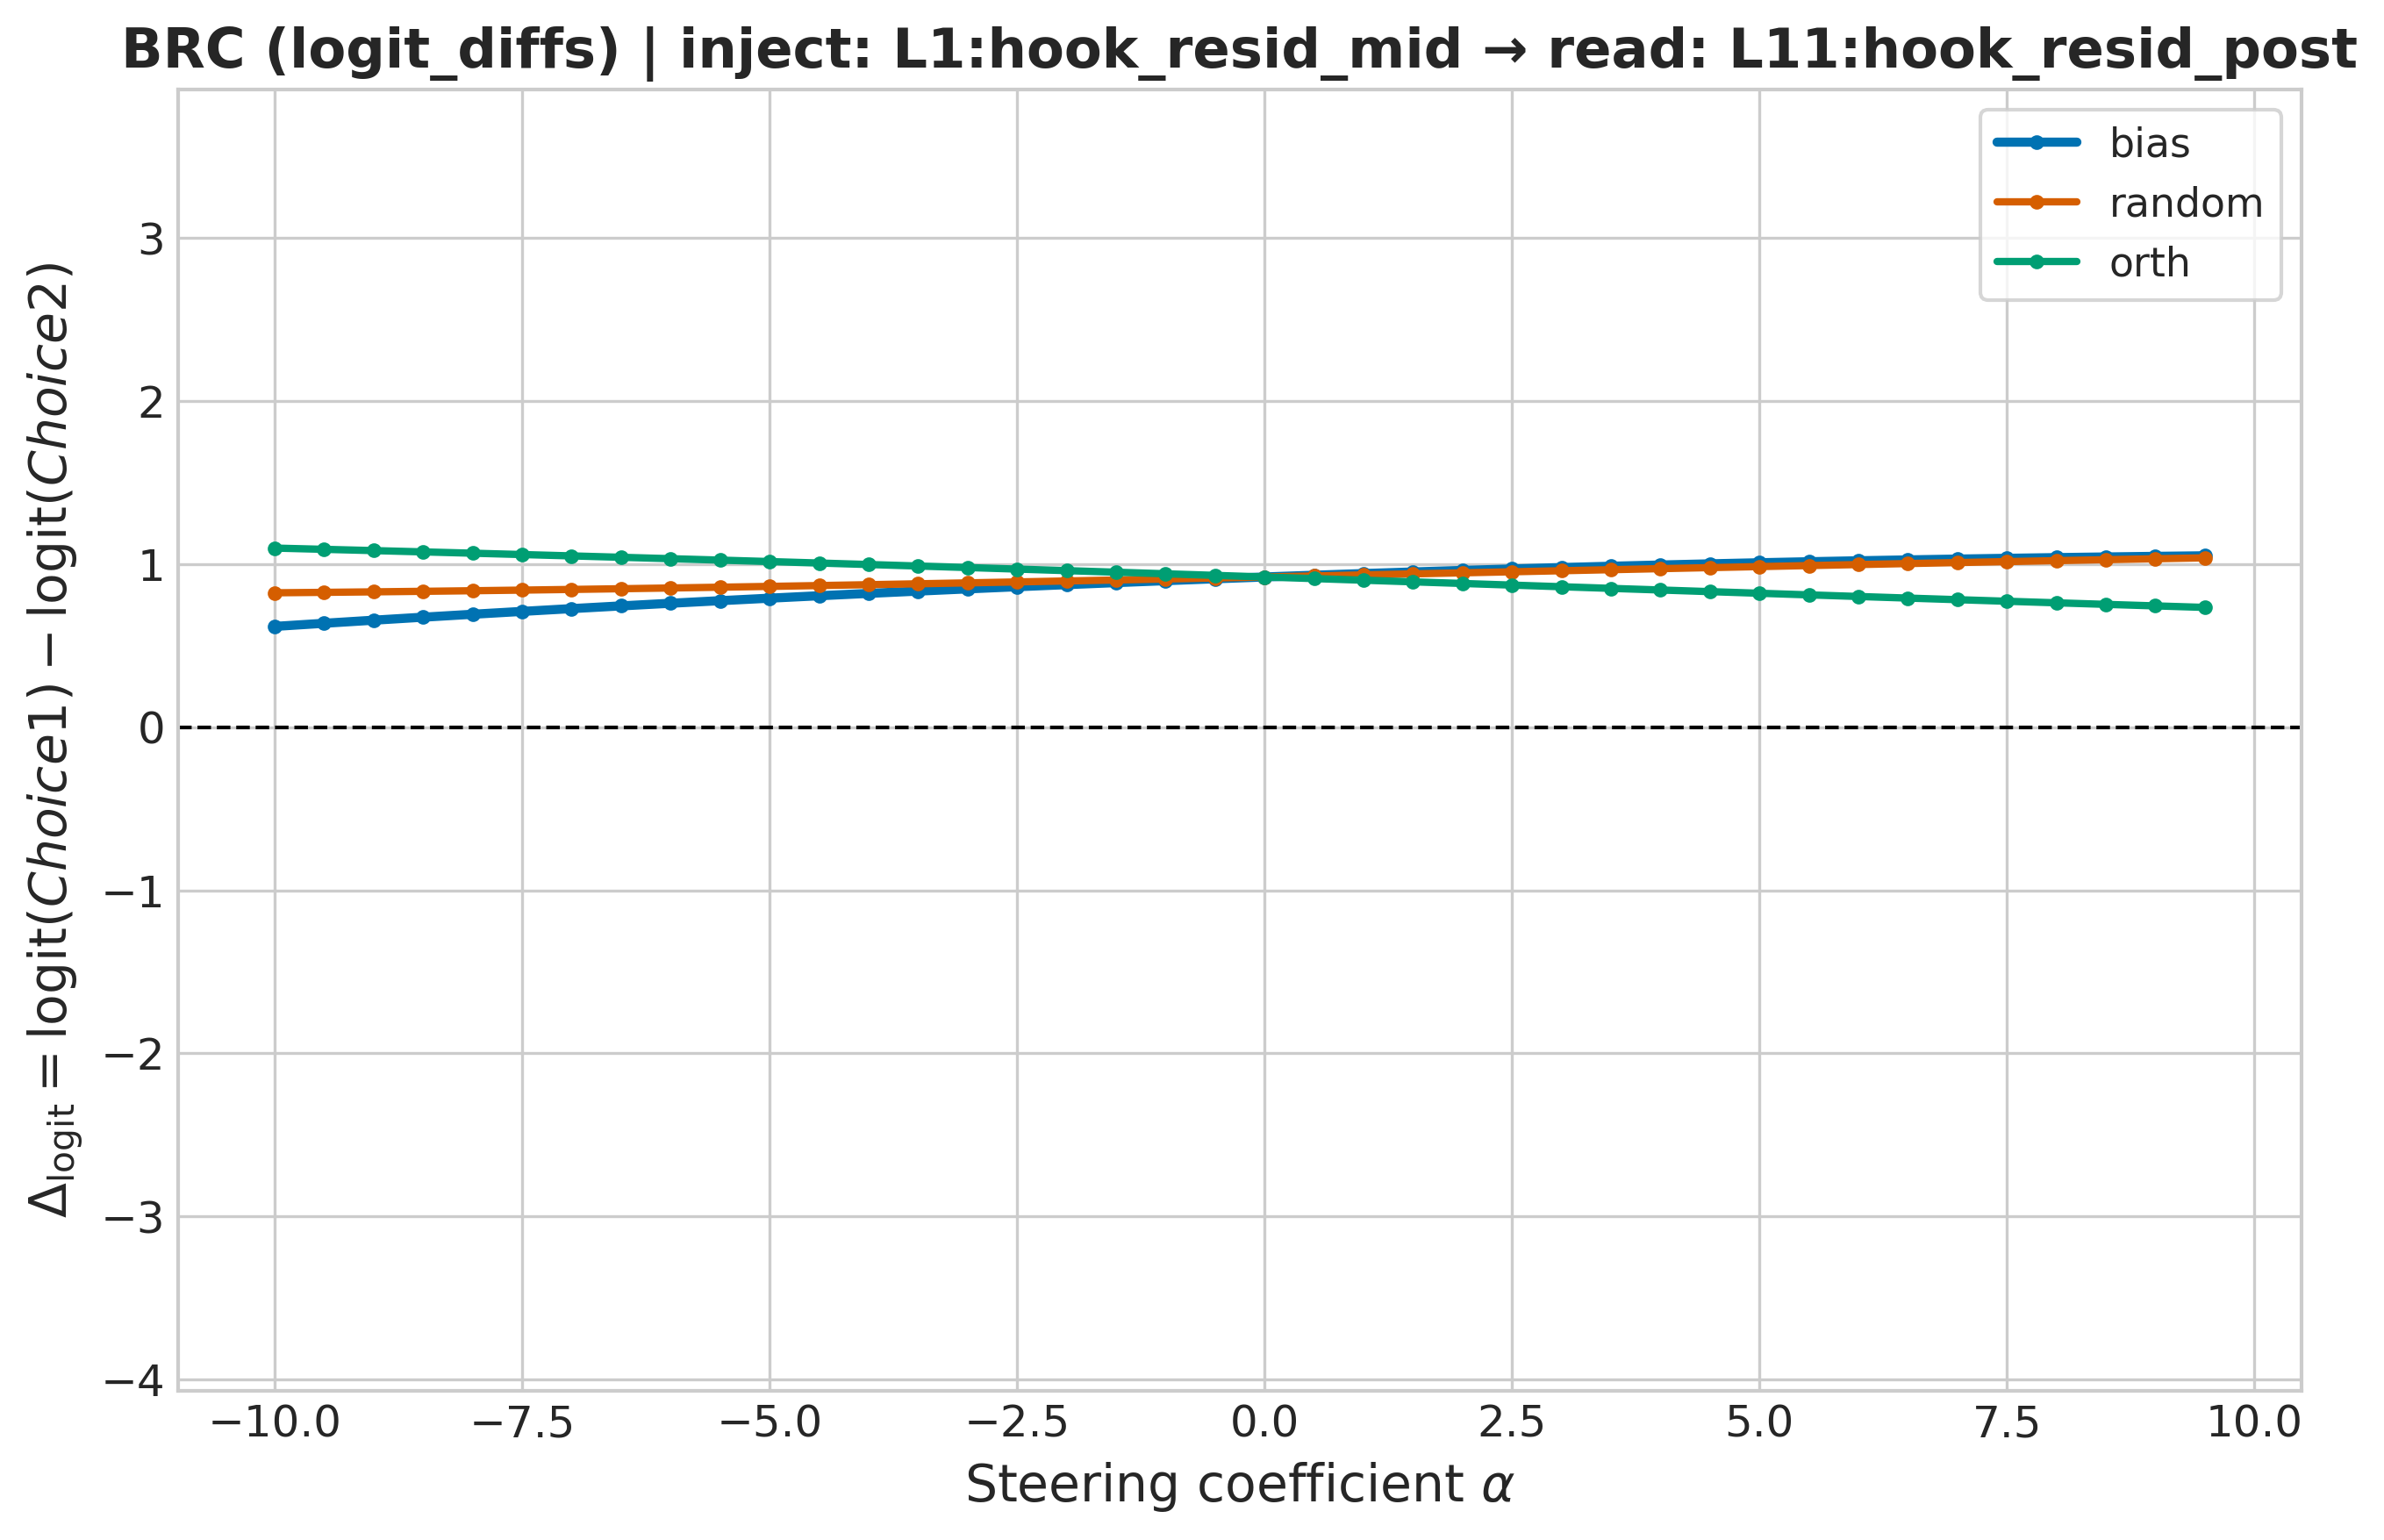 BRC (logit_diffs) | inject: L1:hook_resid_mid → read: L11:hook_resid_post
Δlogit = logit(Choice1) − logit(Choice2)
3
2
1
0
−1
−2
−3
−4
bias
random
orth
−10.0 −7.5 −5.0 −2.5 0.0 2.5 5.0 7.5 10.0
Steering coefficient α